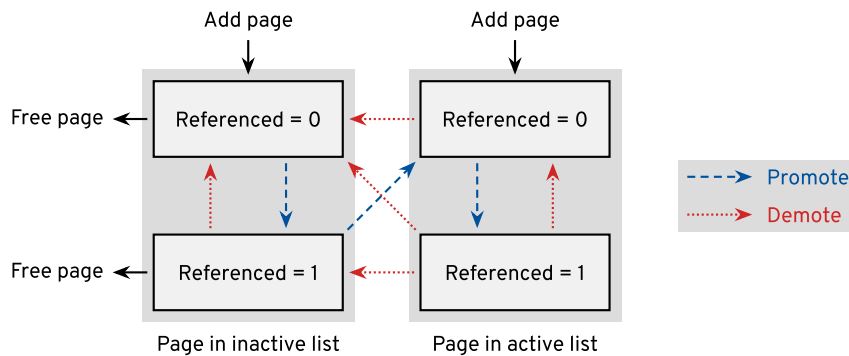 Add page
Add page
Free page
Referenced = 0
Referenced = 0
Promote
Demote
Free page
Referenced = 1
Referenced = 1
Page in inactive list
Page in active list